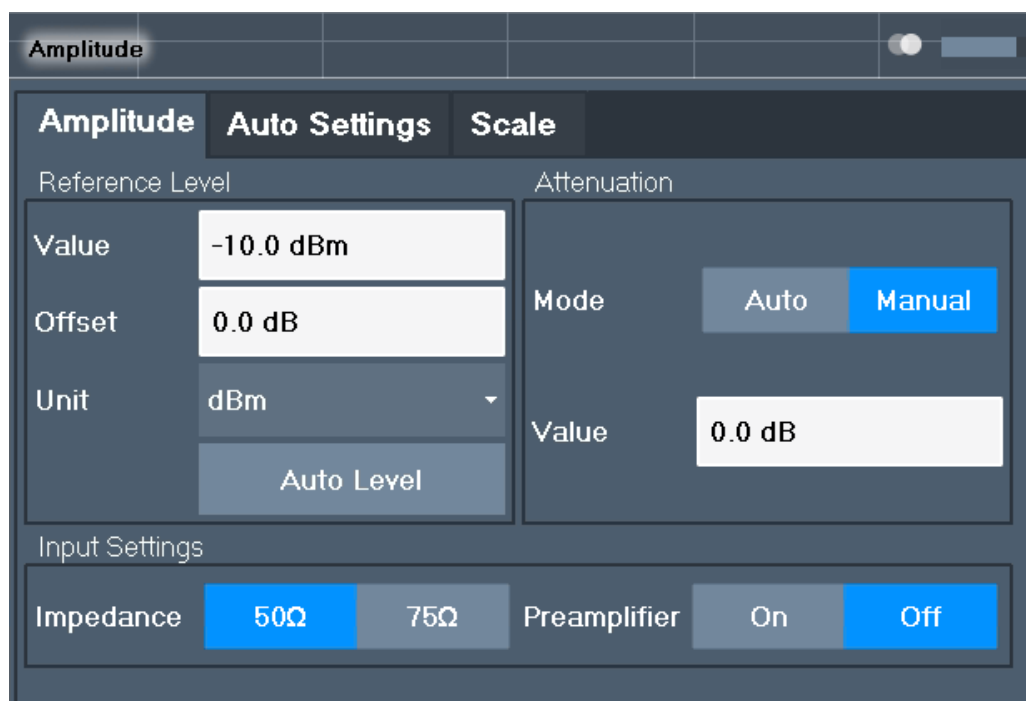 Amplitude
Amplitude Auto Settings Scale
Reference Level Attenuation
Value -10.0 dBm
Mode Auto Manual
Offset 0.0 dB
Unit dBm
Value 0.0 dB
Auto Level
Input Settings
Impedance 50Ω 75Ω Preamplifier On Off